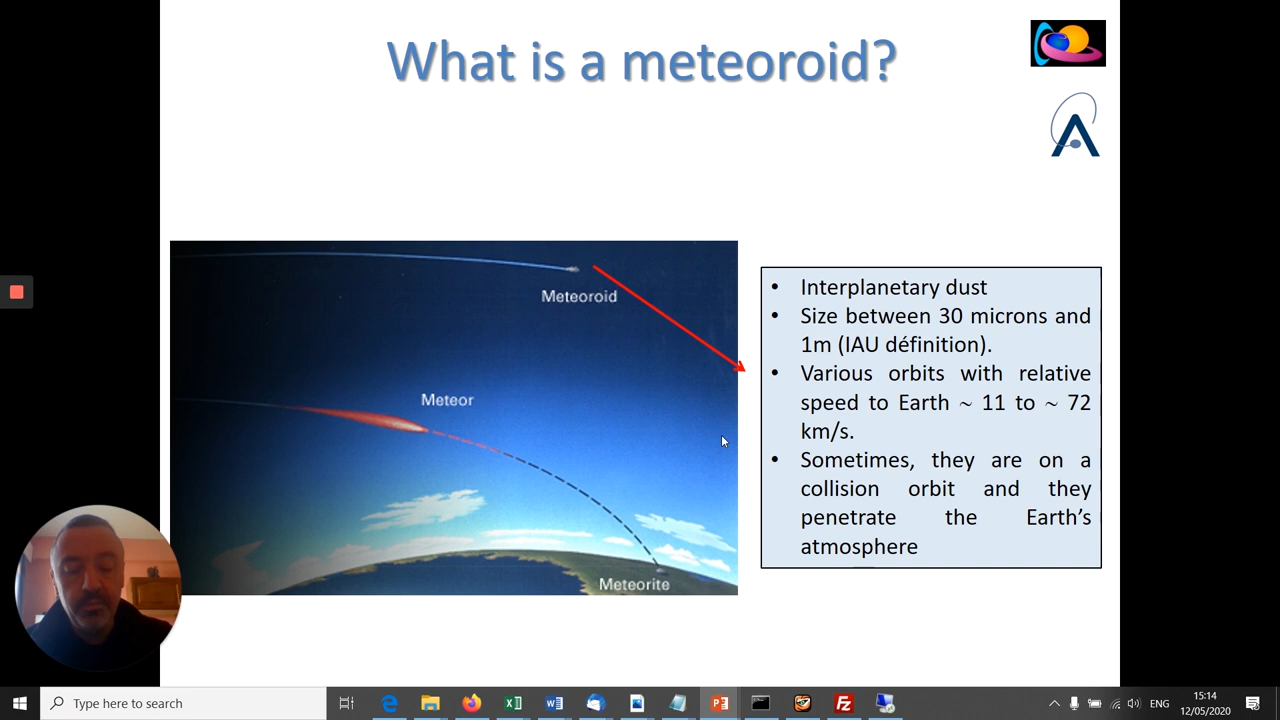 What is a meteoroid?
Meteoroid
Meteor
Meteorite
• Interplanetary dust
• Size between 30 microns and
1m (IAU définition).
• Various orbits with relative
speed to Earth ~ 11 to ~ 72
km/s.
• Sometimes, they are on a
collision orbit and they
penetrate the Earth's
atmosphere
Type here to search
ENG
15:14
12/05/2020